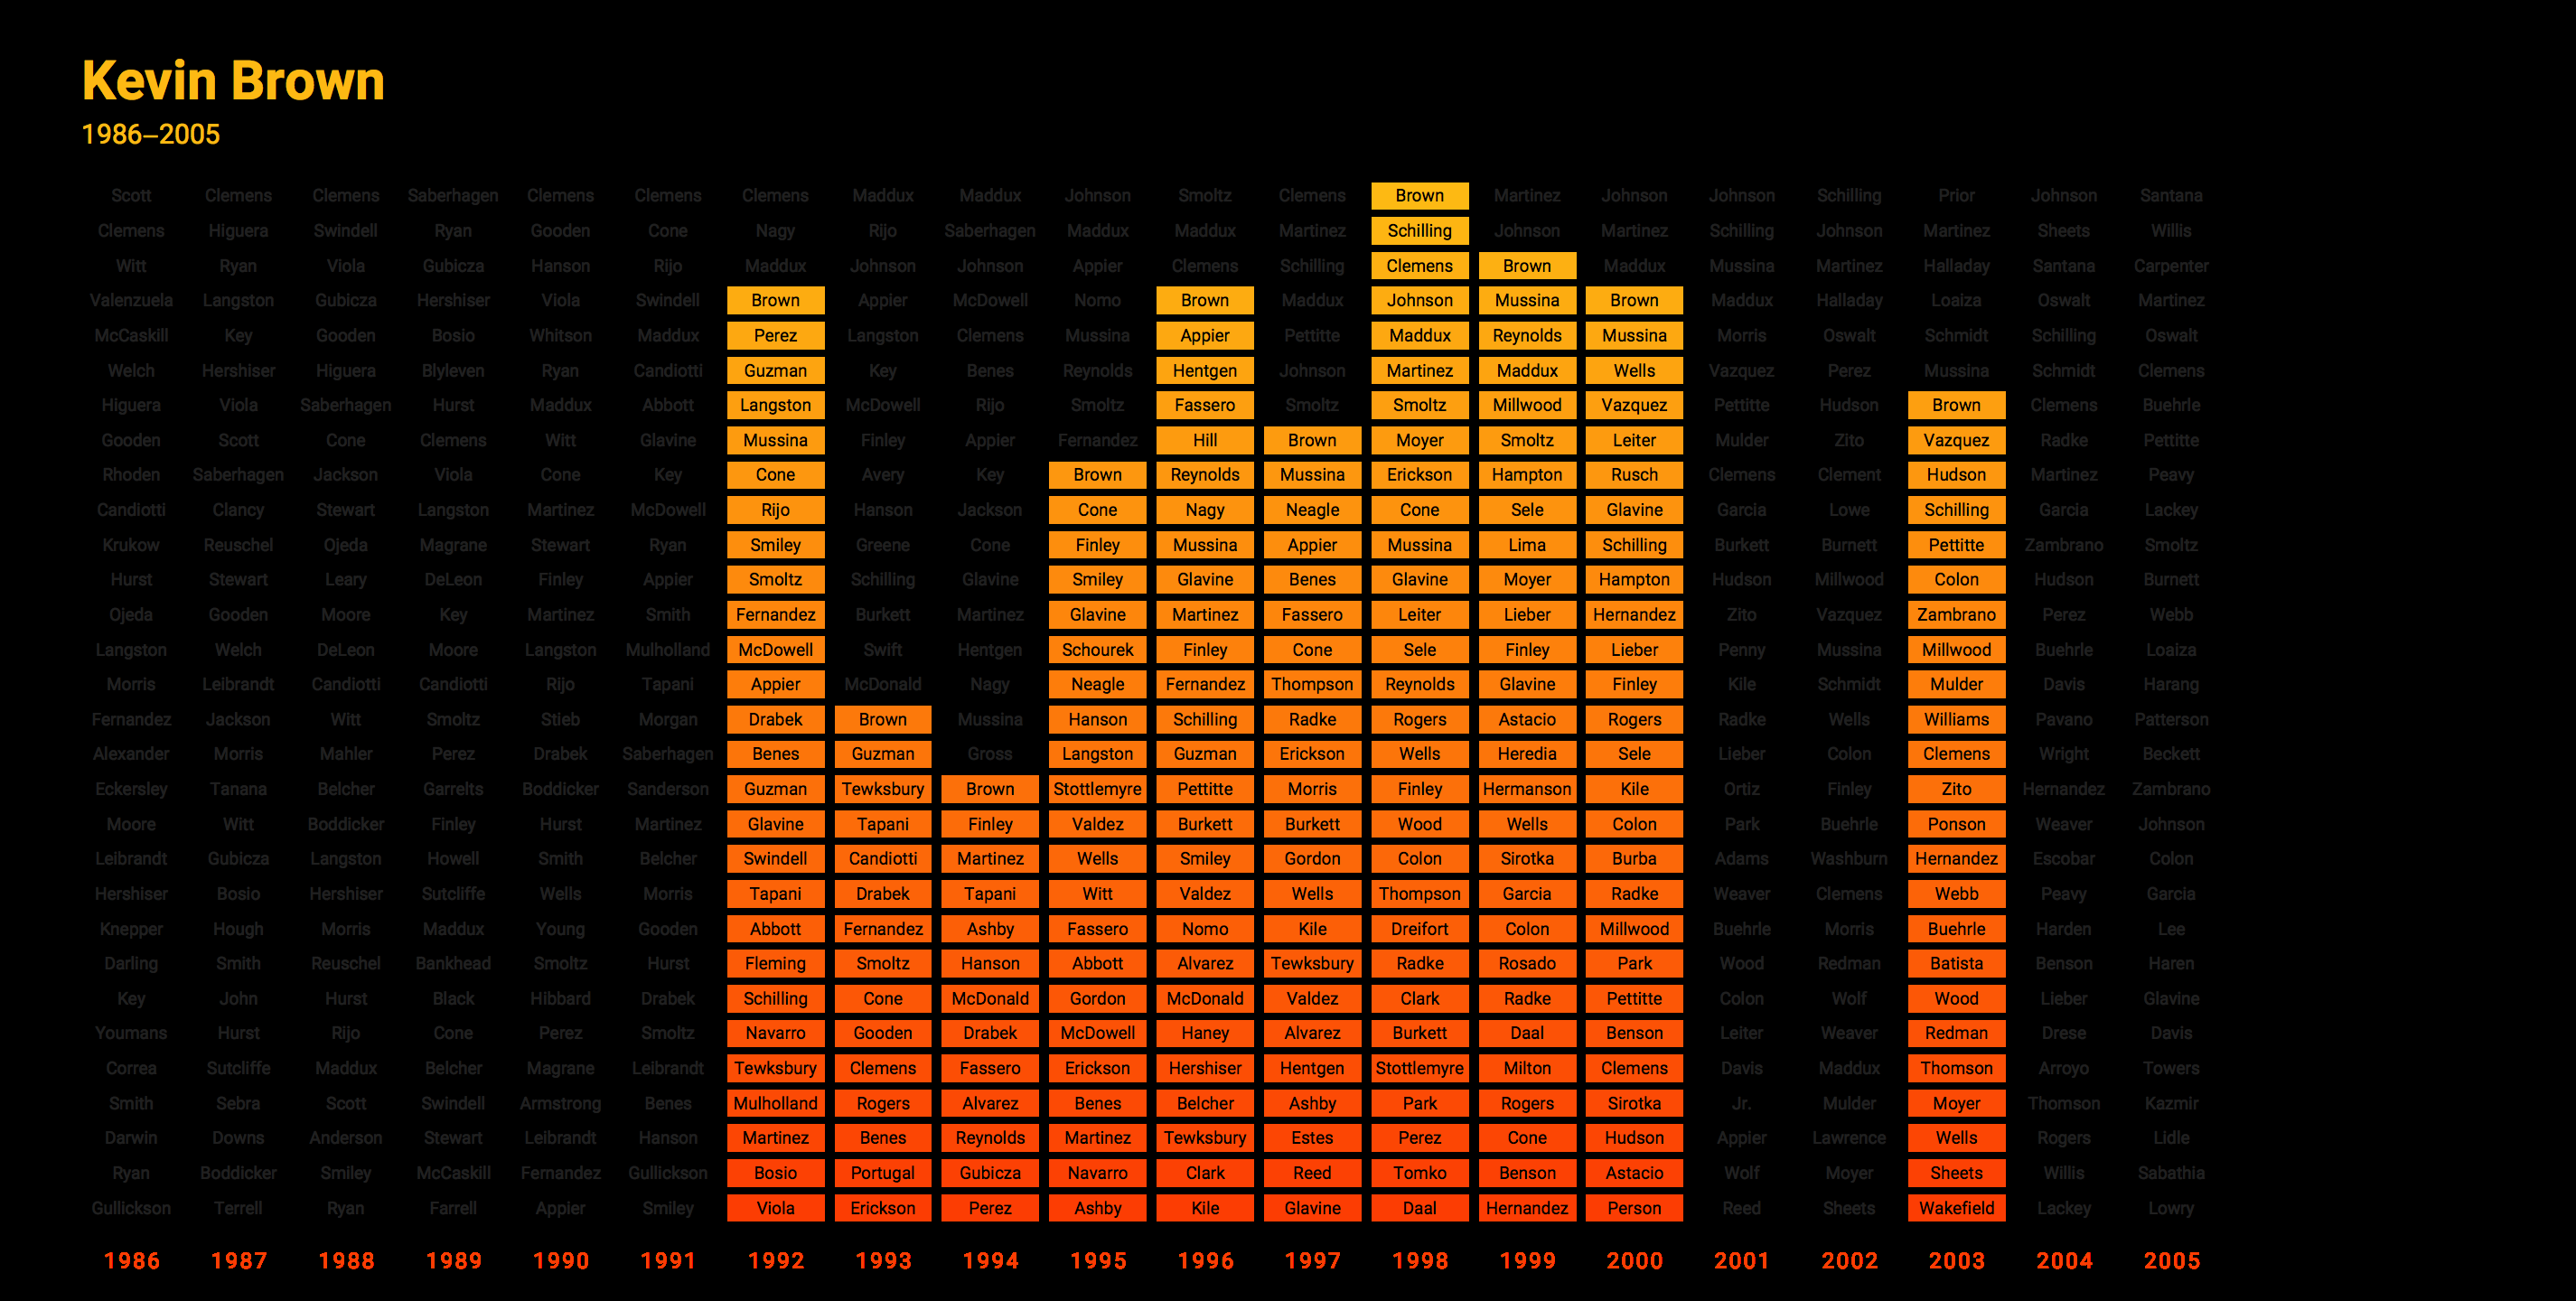 Kevin Brown
1986–2005
Scott Clemens Clemens Saberhagen Clemens Clemens Clemens Maddux Maddux Johnson Smoltz Clemens Brown Martinez Johnson Johnson Schilling Prior Johnson Santana
Clemens Higuera Swindell Ryan Gooden Cone Nagy Rijo Saberhagen Maddux Maddux Martinez Schilling Johnson Martinez Schilling Johnson Martinez Sheets Willis
Witt Ryan Viola Gubicza Hanson Rijo Maddux Johnson Johnson Appier Clemens Schilling Clemens Brown Maddux Mussina Martinez Halladay Santana Carpenter
Valenzuela Langston Gubicza Hershiser Viola Swindell Brown Appier McDowell Nomo Brown Maddux Johnson Mussina Brown Maddux Halladay Loaiza Oswalt Martinez
McCaskill Key Gooden Bosio Whitson Maddux Perez Langston Clemens Mussina Appier Pettitte Maddux Reynolds Mussina Morris Oswalt Schmidt Schilling Oswalt
Welch Hershiser Higuera Blyleven Ryan Candiotti Guzman Key Benes Reynolds Hentgen Johnson Martinez Maddux Wells Vazquez Perez Mussina Schmidt Clemens
Higuera Viola Saberhagen Hurst Maddux Abbott Langston McDowell Rijo Smoltz Fassero Smoltz Smoltz Millwood Vazquez Pettitte Hudson Brown Clemens Buehrle
Gooden Scott Cone Clemens Witt Glavine Mussina Finley Appier Fernandez Hill Brown Moyer Smoltz Leiter Mulder Zito Vazquez Radke Pettitte
Rhoden Saberhagen Jackson Viola Cone Key Cone Avery Key Brown Reynolds Mussina Erickson Hampton Rusch Clemens Clement Hudson Martinez Peavy
Candiotti Clancy Stewart Langston Martinez McDowell Rijo Hanson Jackson Cone Nagy Neagle Cone Sele Glavine Garcia Lowe Schilling Garcia Lackey
Krukow Reuschel Ojeda Magrane Stewart Ryan Smiley Greene Cone Finley Mussina Appier Mussina Lima Schilling Burkett Burnett Pettitte Zambrano Smoltz
Hurst Stewart Leary DeLeon Finley Appier Smoltz Schilling Glavine Smiley Glavine Benes Glavine Moyer Hampton Hudson Millwood Colon Hudson Burnett
Ojeda Gooden Moore Key Martinez Smith Fernandez Burkett Martinez Glavine Martinez Fassero Leiter Lieber Hernandez Zito Vazquez Zambrano Perez Webb
Langston Welch DeLeon Moore Langston Mulholland McDowell Swift Hentgen Schourek Finley Cone Sele Finley Lieber Penny Mussina Millwood Buehrle Loaiza
Morris Leibrandt Candiotti Candiotti Rijo Tapani Appier McDonald Nagy Neagle Fernandez Thompson Reynolds Glavine Finley Kile Schmidt Mulder Davis Harang
Fernandez Jackson Witt Smoltz Stieb Morgan Drabek Brown Mussina Hanson Schilling Radke Rogers Astacio Rogers Radke Wells Williams Pavano Patterson
Alexander Morris Mahler Perez Drabek Saberhagen Benes Guzman Gross Langston Guzman Erickson Wells Heredia Sele Lieber Colon Clemens Wright Beckett
Eckersley Tanana Belcher Garrelts Boddicker Sanderson Guzman Tewksbury Brown Stottlemyre Pettitte Morris Finley Hermanson Kile Ortiz Finley Zito Hernandez Zambrano
Moore Witt Boddicker Finley Hurst Martinez Glavine Tapani Finley Valdez Burkett Burkett Wood Wells Colon Park Buehrle Ponson Weaver Johnson
Leibrandt Gubicza Langston Howell Smith Belcher Swindell Candiotti Martinez Wells Smiley Gordon Colon Sirotka Burba Adams Washburn Hernandez Escobar Colon
Hershiser Bosio Hershiser Sutcliffe Wells Morris Tapani Drabek Tapani Witt Valdez Wells Thompson Garcia Radke Weaver Clemens Webb Peavy Garcia
Knepper Hough Morris Maddux Young Gooden Abbott Fernandez Ashby Fassero Nomo Kile Dreifort Colon Millwood Buehrle Morris Buehrle Harden Lee
Darling Smith Reuschel Bankhead Smoltz Hurst Fleming Smoltz Hanson Abbott Alvarez Tewksbury Radke Rosado Park Wood Redman Batista Benson Haren
Key John Hurst Black Hibbard Drabek Schilling Cone McDonald Gordon McDonald Valdez Clark Radke Pettitte Colon Wolf Wood Lieber Glavine
Youmans Hurst Rijo Cone Perez Smoltz Navarro Gooden Drabek McDowell Haney Alvarez Burkett Daal Benson Leiter Weaver Redman Drese Davis
Correa Sutcliffe Maddux Belcher Magrane Leibrandt Tewksbury Clemens Fassero Erickson Hershiser Hentgen Stottlemyre Milton Clemens Davis Maddux Thomson Arroyo Towers
Smith Sebra Scott Swindell Armstrong Benes Mulholland Rogers Alvarez Benes Belcher Ashby Park Rogers Sirotka Jr. Mulder Moyer Thomson Kazmir
Darwin Downs Anderson Stewart Leibrandt Hanson Martinez Benes Reynolds Martinez Tewksbury Estes Perez Cone Hudson Appier Lawrence Wells Rogers Lidle
Ryan Boddicker Smiley McCaskill Fernandez Gullickson Bosio Portugal Gubicza Navarro Clark Reed Tomko Benson Astacio Wolf Moyer Sheets Willis Sabathia
Gullickson Terrell Ryan Farrell Appier Smiley Viola Erickson Perez Ashby Kile Glavine Daal Hernandez Person Reed Sheets Wakefield Lackey Lowry
1986 1987 1988 1989 1990 1991 1992 1993 1994 1995 1996 1997 1998 1999 2000 2001 2002 2003 2004 2005